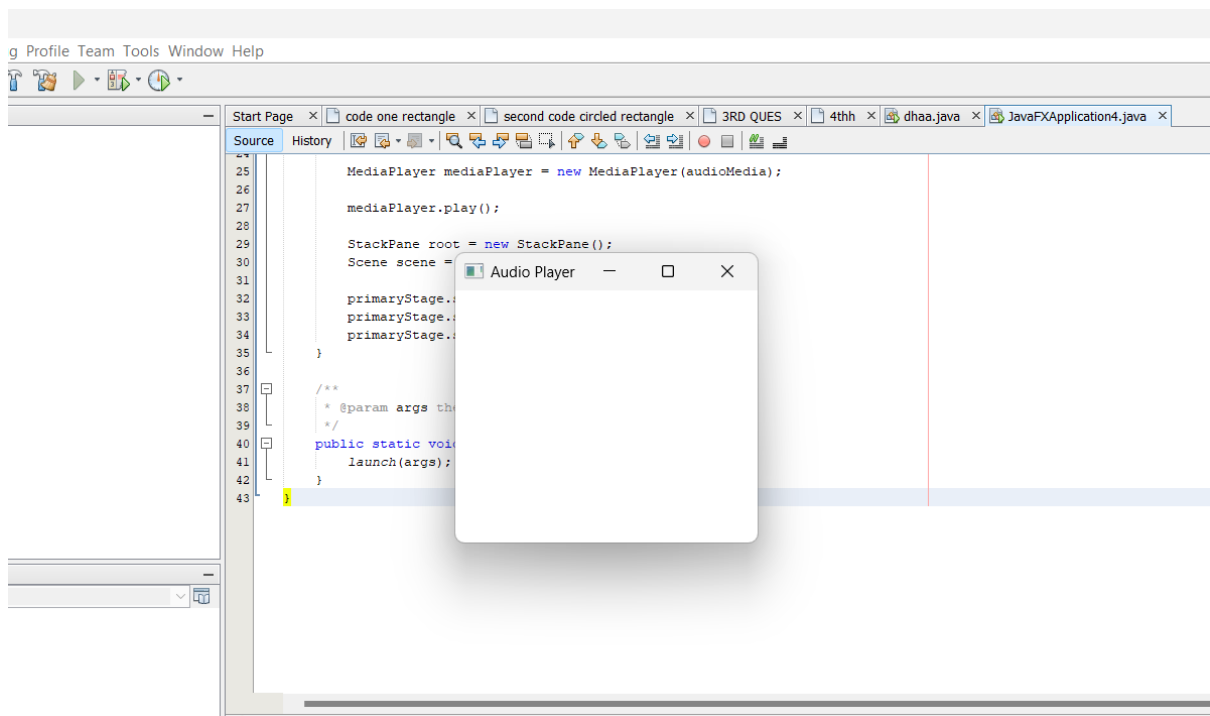 g Profile Team Tools Window Help
Start Page code one rectangle second code circled rectangle 3RD QUES 4thh dhaa.java JavaFXApplication4.java
Source History
24
25 MediaPlayer mediaPlayer = new MediaPlayer(audioMedia);
26
27 mediaPlayer.play();
28
29 StackPane root = new StackPane();
30 Scene scene =
Audio Player
31
32 primaryStage.
33 primaryStage.
34 primaryStage.
35 }
36
37 /**
38 * @param args the
39 */
40 public static void
41 launch(args);
42 }
43 }